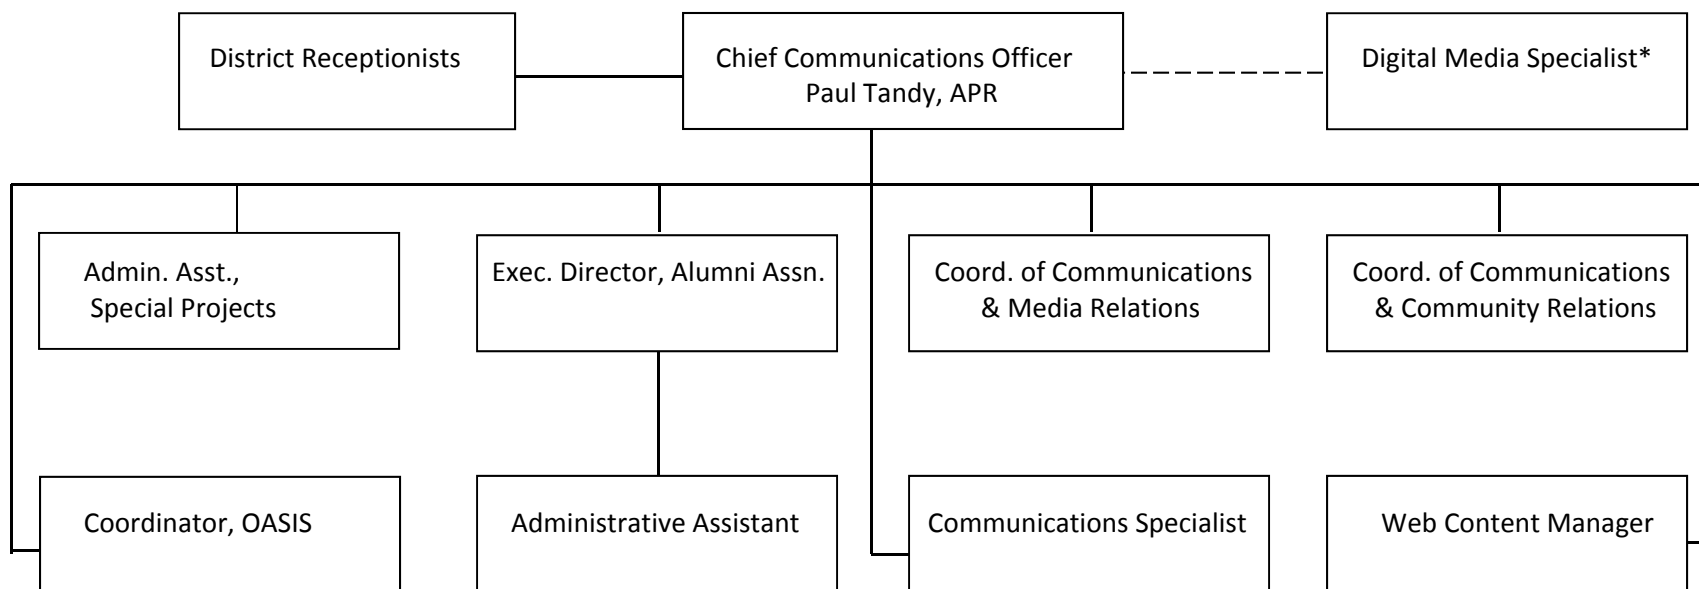 District Receptionists
Chief Communications Officer
Paul Tandy, APR
Digital Media Specialist*
Admin. Asst.,
Special Projects
Exec. Director, Alumni Assn.
Coord. of Communications
& Media Relations
Coord. of Communications
& Community Relations
Coordinator, OASIS
Administrative Assistant
Communications Specialist
Web Content Manager